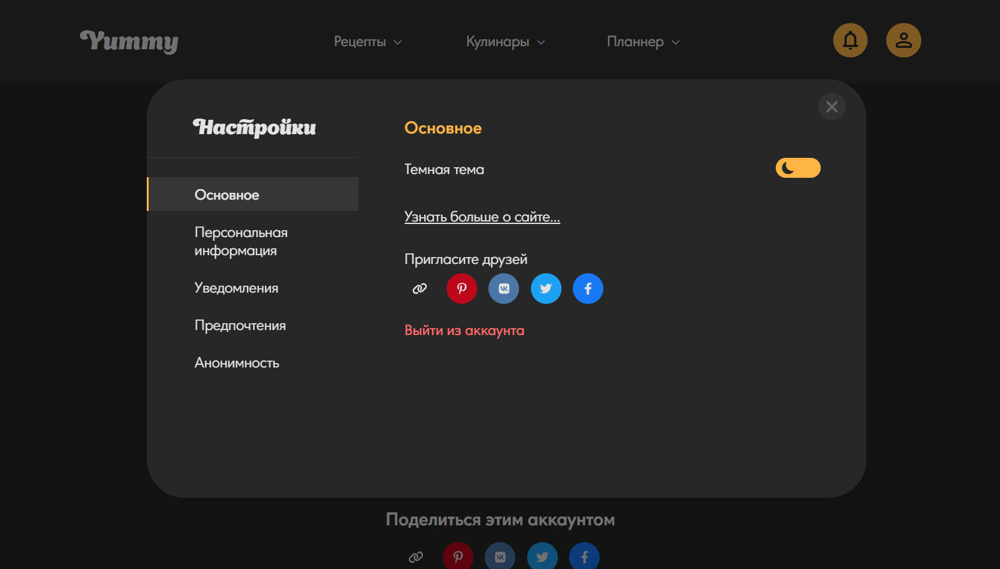 Yummy
Рецепты
Кулинары
Планнер
Настройки
Основное
Персональная
информация
Уведомления
Предпочтения
Анонимность
Основное
Темная тема
Узнать больше о сайте...
Пригласите друзей
Выйти из аккаунта
Поделиться этим аккаунтом